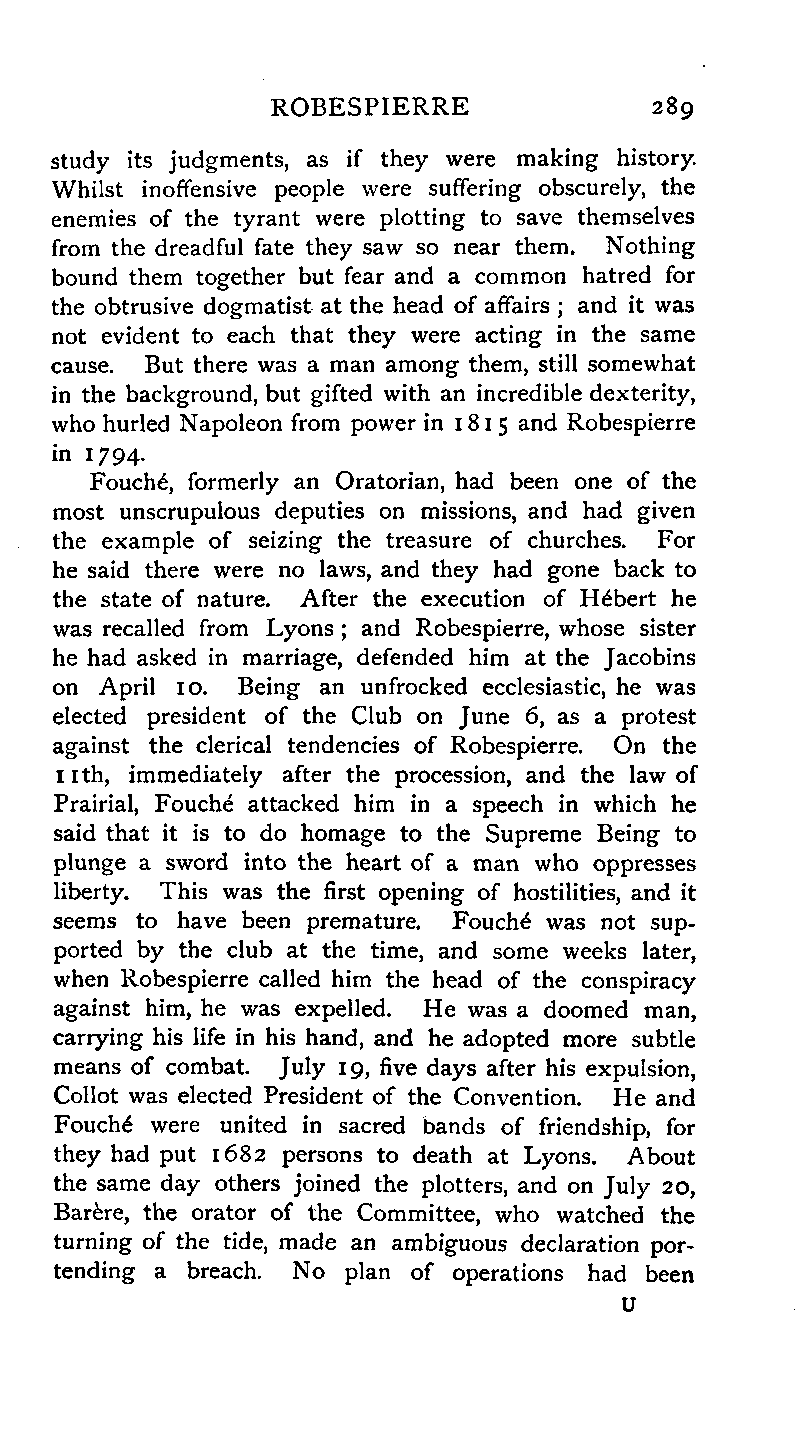 ROBESPIERRE 289
study its judgments, as if they were making history.
Whilst inoffensive people were suffering obscurely, the
enemies of the tyrant were plotting to save themselves
from the dreadful fate they saw so near them. Nothing
bound them together but fear and a common hatred for
the obtrusive dogmatist at the head of affairs ; and it was
not evident to each that they were acting in the same
cause. But there was a man among them, still somewhat
in the background, but gifted with an incredible dexterity,
who hurled Napoleon from power in 1815 and Robespierre
in 1794.
Fouché, formerly an Oratorian, had been one of the
most unscrupulous deputies on missions, and had given
the example of seizing the treasure of churches. For
he said there were no laws, and they had gone back to
the state of nature. After the execution of Hébert he
was recalled from Lyons ; and Robespierre, whose sister
he had asked in marriage, defended him at the Jacobins
on April 10. Being an unfrocked ecclesiastic, he was
elected president of the Club on June 6, as a protest
against the clerical tendencies of Robespierre. On the
11th, immediately after the procession, and the law of
Prairial, Fouché attacked him in a speech in which he
said that it is to do homage to the Supreme Being to
plunge a sword into the heart of a man who oppresses
liberty. This was the first opening of hostilities, and it
seems to have been premature. Fouché was not sup-
ported by the club at the time, and some weeks later,
when Robespierre called him the head of the conspiracy
against him, he was expelled. He was a doomed man,
carrying his life in his hand, and he adopted more subtle
means of combat. July 19, five days after his expulsion,
Collot was elected President of the Convention. He and
Fouché were united in sacred bands of friendship, for
they had put 1682 persons to death at Lyons. About
the same day others joined the plotters, and on July 20,
Barère, the orator of the Committee, who watched the
turning of the tide, made an ambiguous declaration por-
tending a breach. No plan of operations had been
U